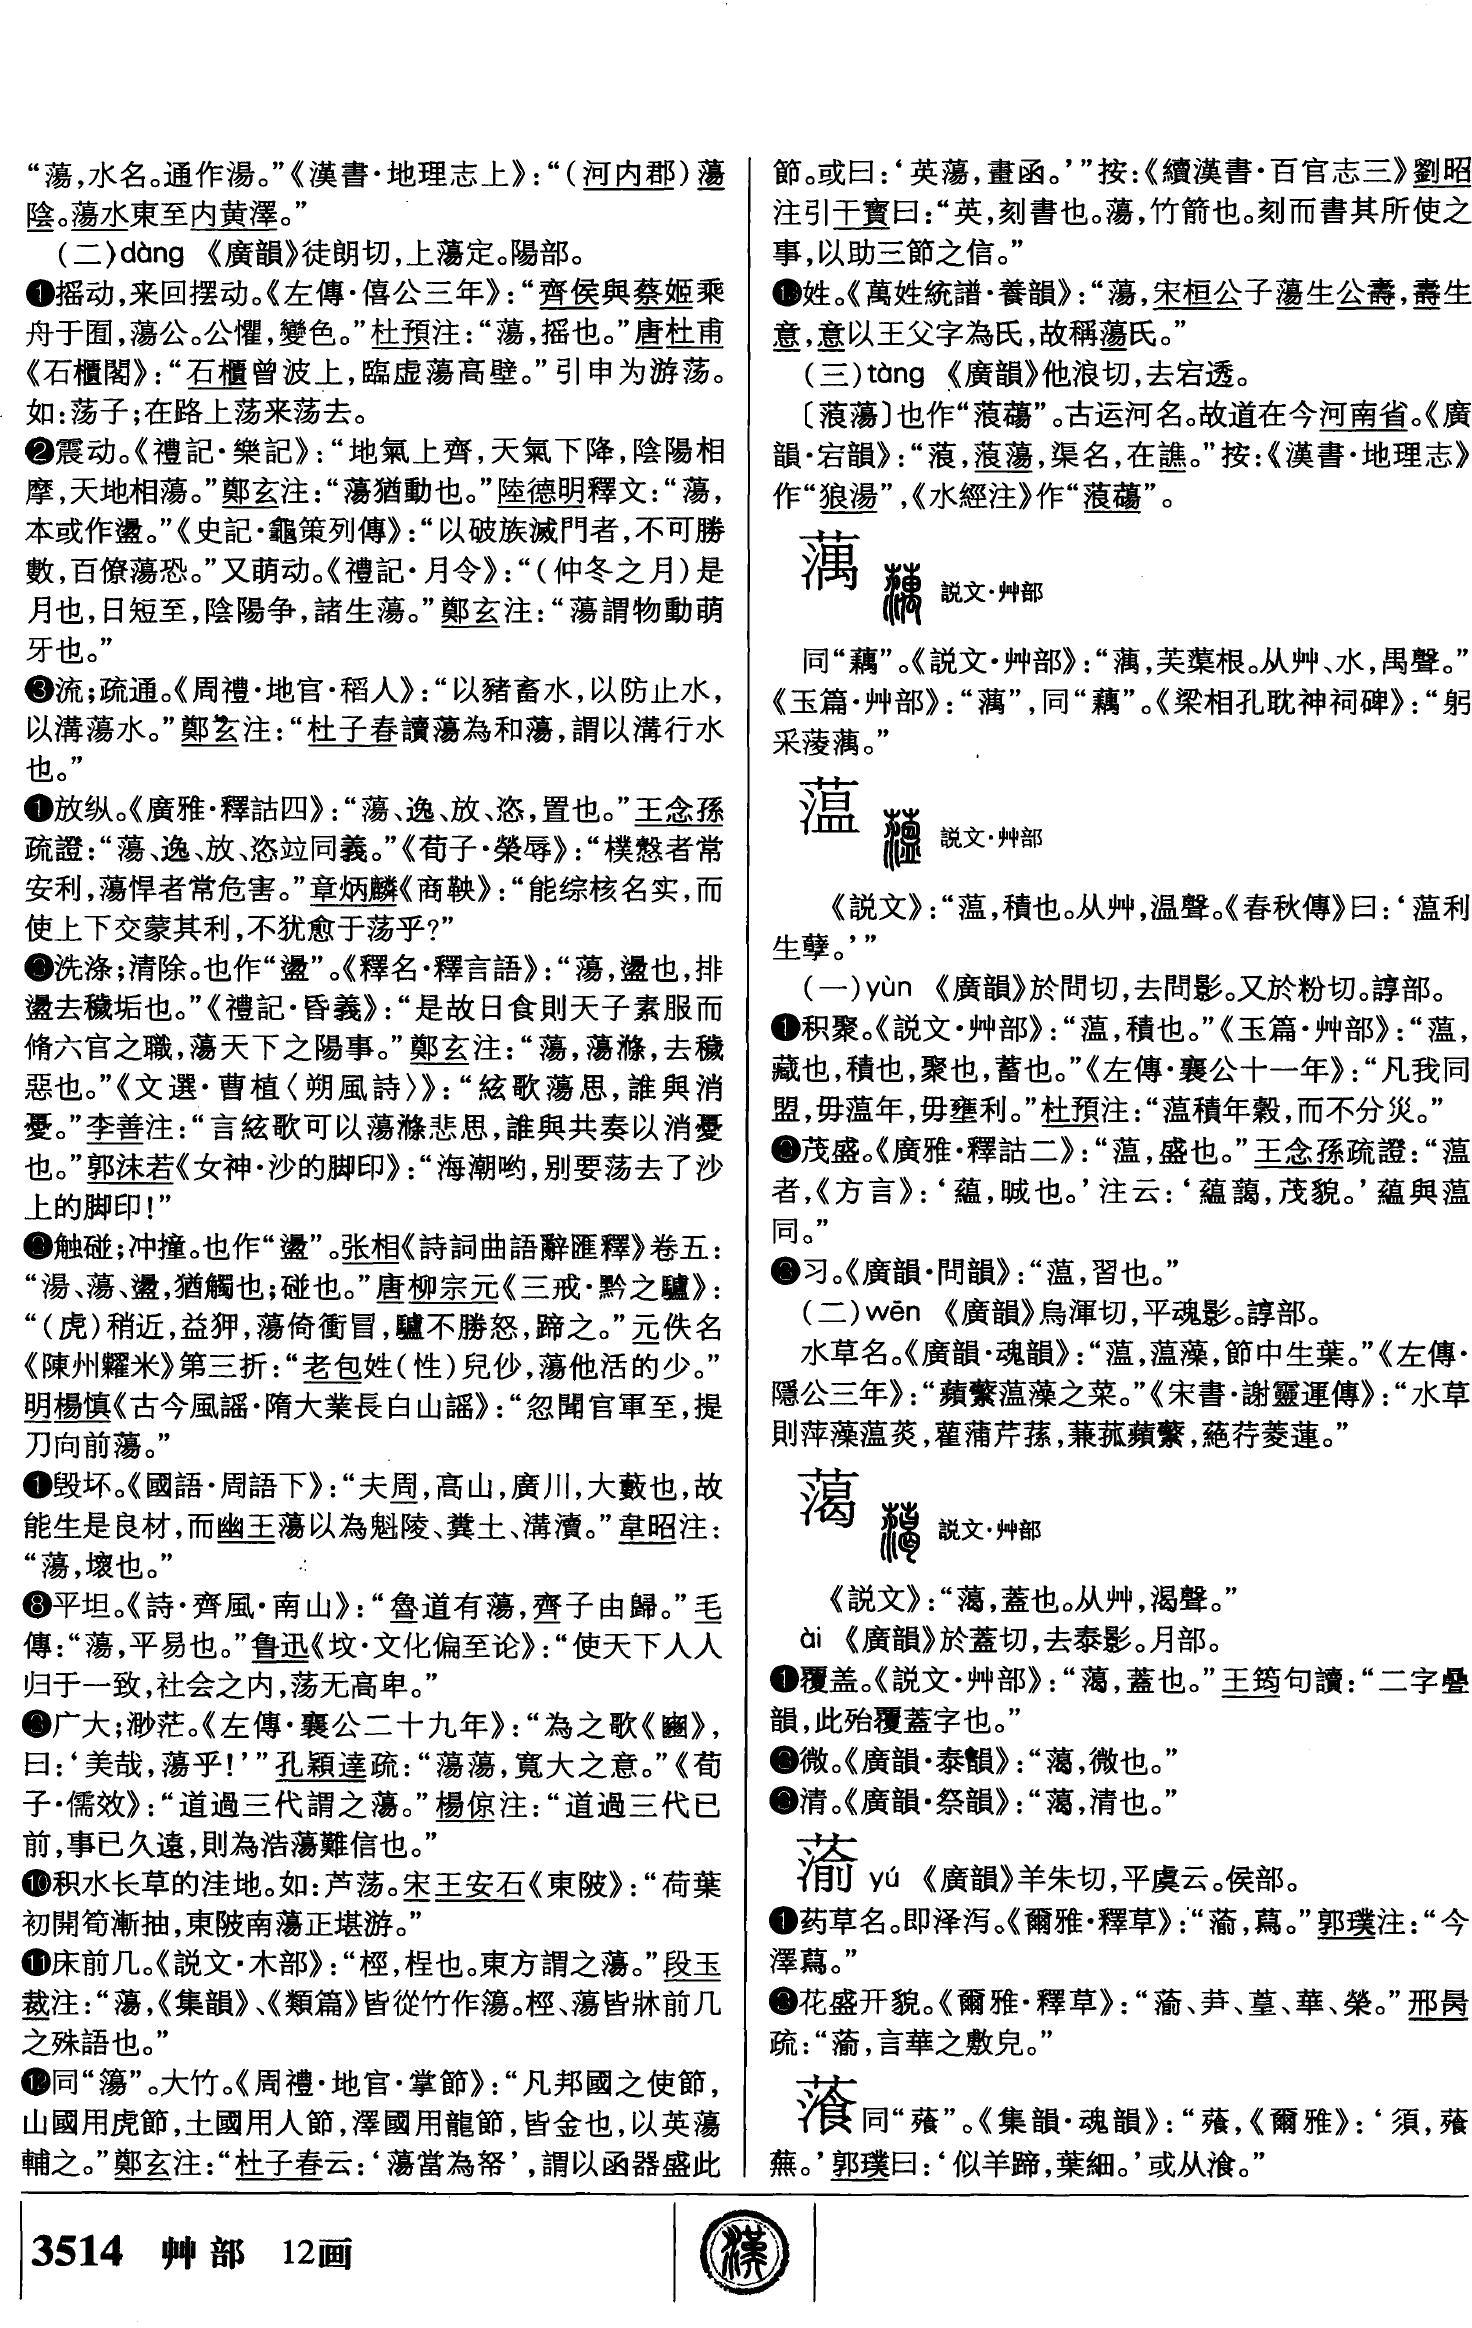 “蕩，水名。通作湯。”《漢書·地理志上》：“（河内郡）蕩
陰。蕩水東至内黄澤。”
（二）dàng 《廣韻》徒朗切，上蕩定。陽部。
❶摇动，来回摆动。《左傳·僖公三年》：“齊侯與蔡姬乘
舟于囿，蕩公。公懼，變色。”杜預注：“蕩，摇也。”唐杜甫
《石櫃閣》：“石櫃曾波上，臨虚蕩高壁。”引申为游荡。
如：荡子；在路上荡来荡去。
❷震动。《禮記·樂記》：“地氣上齊，天氣下降，陰陽相
摩，天地相蕩。”鄭玄注：“蕩猶動也。”陸德明釋文：“蕩，
本或作盪。”《史記·龜策列傳》：“以破族滅門者，不可勝
數，百僚蕩恐。”又萌动。《禮記·月令》：“（仲冬之月）是
月也，日短至，陰陽争，諸生蕩。”鄭玄注：“蕩謂物動萌
牙也。”
❸流；疏通。《周禮·地官·稻人》：“以豬畜水，以防止水，
以溝蕩水。”鄭玄注：“杜子春讀蕩為和蕩，謂以溝行水
也。”
放纵。《廣雅·釋詁四》：“蕩、逸、放、恣，置也。”王念孫
疏證：“蕩、逸、放、恣竝同義。”《荀子·榮辱》：“樸慤者常
安利，蕩悍者常危害。”章炳麟《商鞅》：“能综核名实，而
使上下交蒙其利，不犹愈于荡乎？”
洗涤；清除。也作“盪”。《釋名·釋言語》：“蕩，盪也，排
盪去穢垢也。”《禮記·昏義》：“是故日食則天子素服而
脩六官之職，蕩天下之陽事。”鄭玄注：“蕩，蕩滌，去穢
惡也。”《文選·曹植〈朔風詩〉》：“絃歌蕩思，誰與消
憂。”李善注：“言絃歌可以蕩滌悲思，誰與共奏以消憂
也。”郭沫若《女神·沙的脚印》：“海潮哟，别要荡去了沙
上的脚印！”
触碰；冲撞。也作“盪”。张相《詩詞曲語辭匯釋》卷五：
“湯、蕩、盪，猶觸也；碰也。”唐柳宗元《三戒·黔之驢》：
“（虎）稍近，益狎，蕩倚衝冒，驢不勝怒，蹄之。”元佚名
《陳州糶米》第三折：“老包姓（性）兒㑇，蕩他活的少。”
明楊慎《古今風謡·隋大業長白山謡》：“忽聞官軍至，提
刀向前蕩。”
毁坏。《國語·周語下》：“夫周，高山，廣川，大藪也，故
能生是良材，而幽王蕩以為魁陵、糞土、溝瀆。”韋昭注：
“蕩，壞也。”
❽平坦。《詩·齊風·南山》：“魯道有蕩，齊子由歸。”毛
傳：“蕩，平易也。”鲁迅《坟·文化偏至论》：“使天下人人
归于一致，社会之内，荡无高卑。”
广大；渺茫。《左傳·襄公二十九年》：“為之歌《豳》，
曰：‘美哉，蕩乎！’”孔穎達疏：“蕩蕩，寬大之意。”《荀
子·儒效》：“道過三代謂之蕩。”楊倞注：“道過三代已
前，事已久遠，則為浩蕩難信也。”
❿积水长草的洼地。如：芦荡。宋王安石《東陂》：“荷葉
初開筍漸抽，東陂南蕩正堪游。”
⓫床前几。《説文·木部》：“桱，桯也。東方謂之蕩。”段玉
裁注：“蕩，《集韻》、《類篇》皆從竹作簜。桱、蕩皆牀前几
之殊語也。”
⓬同“簜”。大竹。《周禮·地官·掌節》：“凡邦國之使節，
山國用虎節，土國用人節，澤國用龍節，皆金也，以英蕩
輔之。”鄭玄注：“杜子春云：‘蕩當為帑’，謂以函器盛此
節。或曰：‘英蕩，畫函。’”按：《續漢書·百官志三》劉昭
注引干寶曰：“英，刻書也。蕩，竹箭也。刻而書其所使之
事，以助三節之信。”
姓。《萬姓統譜·養韻》：“蕩，宋桓公子蕩生公壽，壽生
意，意以王父字為氏，故稱蕩氏。”
（三）tàng 《廣韻》他浪切，去宕透。
〔蒗蕩〕也作“蒗蘯”。古运河名。故道在今河南省。《廣
韻·宕韻》：“蒗，蒗蕩，渠名，在譙。”按：《漢書·地理志》
作“狼湯”，《水經注》作“蒗蘯”。
蕅
説文·艸部
同“藕”。《説文·艸部》：“蕅，芙蕖根。从艸、水，禺聲。”
《玉篇·艸部》：“蕅”，同“藕”。《梁相孔耽神祠碑》：“躬
采蔆蕅。”
薀
説文·艸部
《説文》：“薀，積也。从艸，温聲。《春秋傳》曰：‘薀利
生孽。’”
（一）yùn 《廣韻》於問切，去問影。又於粉切。諄部。
❶积聚。《説文·艸部》：“薀，積也。”《玉篇·艸部》：“薀，
藏也，積也，聚也，蓄也。”《左傳·襄公十一年》：“凡我同
盟，毋薀年，毋壅利。”杜預注：“薀積年穀，而不分災。”
茂盛。《廣雅·釋詁二》：“薀，盛也。”王念孫疏證：“薀
者，《方言》：‘蘊，晠也。’注云：‘蘊藹，茂貌。’蘊與薀
同。”
习。《廣韻·問韻》：“薀，習也。”
（二）wēn 《廣韻》烏渾切，平魂影。諄部。
水草名。《廣韻·魂韻》：“薀，薀藻，節中生葉。”《左傳·
隱公三年》：“蘋蘩薀藻之菜。”《宋書·謝靈運傳》：“水草
則萍藻薀菼，雚蒲芹蓀，蒹菰蘋蘩，蕝荇菱蓮。”
藹
説文·艸部
《説文》：“𧂐，蓋也。从艸，渴聲。”
ài 《廣韻》於蓋切，去泰影。月部。
❶覆盖。《説文·艸部》：“𧂐，蓋也。”王筠句讀：“二字疊
韻，此殆覆蓋字也。”
微。《廣韻·泰韻》：“𧂐，微也。”
清。《廣韻·祭韻》：“𧂐，清也。”
蕍 yú 《廣韻》羊朱切，平虞云。侯部。
❶药草名。即泽泻。《爾雅·釋草》：“蕍，蕮。”郭璞注：“今
澤蕮。”
花盛开貌。《爾雅·釋草》：“蕍、芛、葟、華、榮。”邢昺
疏：“蕍，言華之敷皃。”
同“蕵”。《集韻·魂韻》：“蕵，《爾雅》：‘須，蕵
蕪。’郭璞曰：‘似羊蹄，葉細。’或从飡。”
3514 艸部 12画
漢